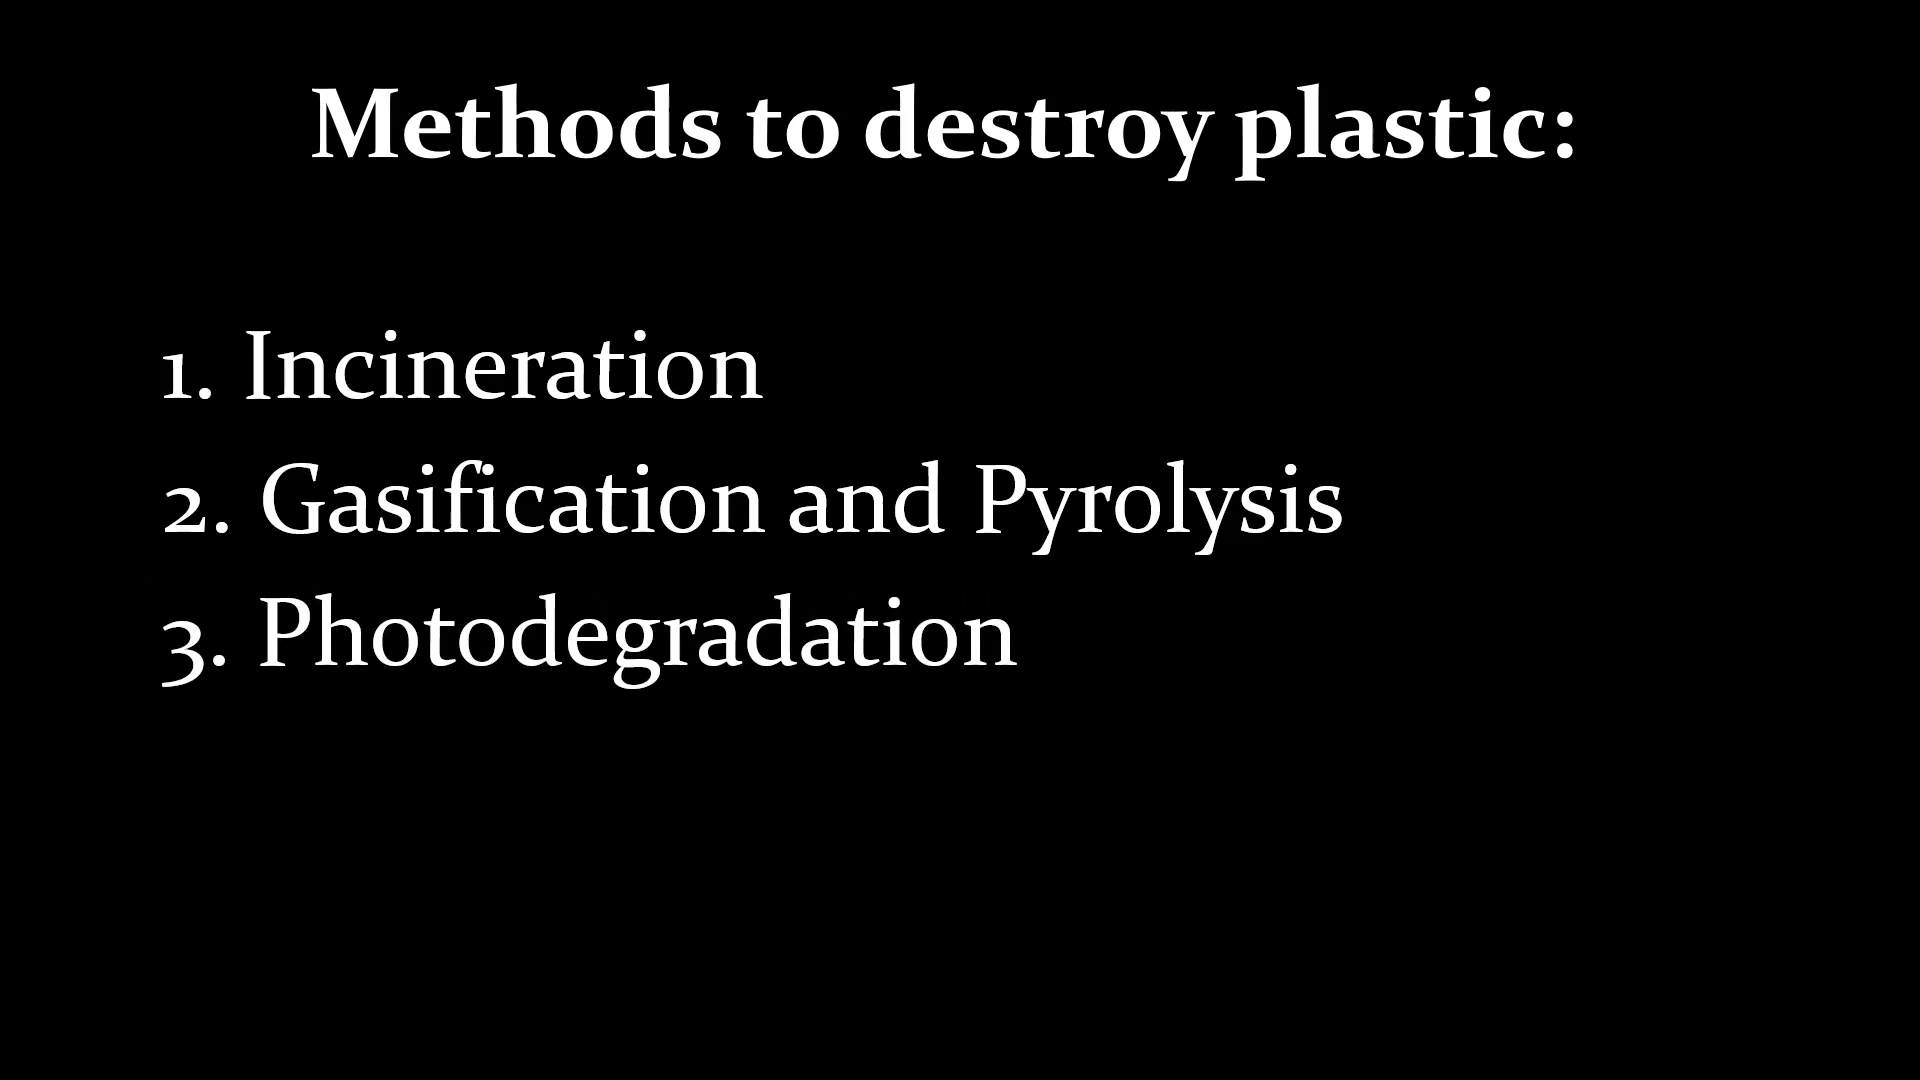 Methods to destroy plastic:
1. Incineration
2. Gasification and Pyrolysis
3. Photodegradation